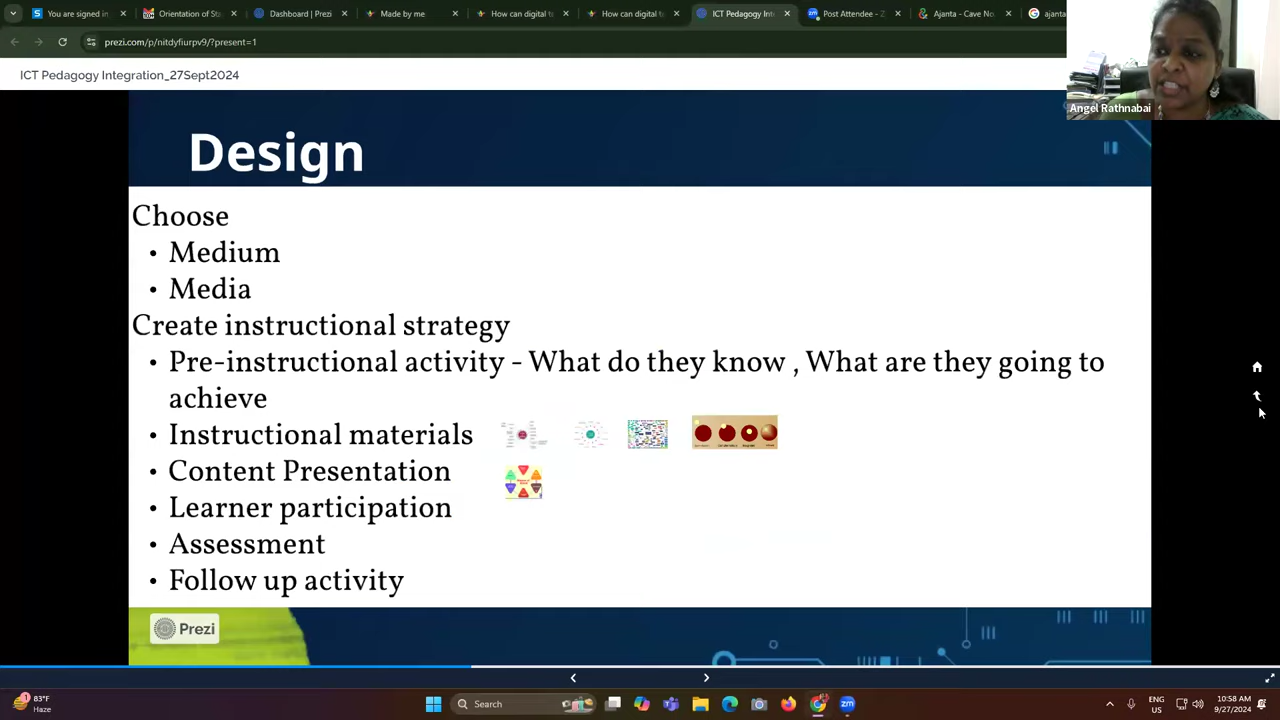 You are signed in
Orientation of Stu
Dashboard | Prezi
Made by me
How can digital to
How can digital to
ICT Pedagogy Inte
Post Attendee - Z
Ajanta - Cave No
ajanta
prezi.com/p/nitdyfiurpv9/?present=1
ICT Pedagogy Integration_27Sept2024
Angel Rathnabai
Design
Choose
• Medium
• Media
Create instructional strategy
• Pre-instructional activity - What do they know , What are they going to
achieve
• Instructional materials
• Content Presentation
• Learner participation
• Assessment
• Follow up activity
Prezi
83°F
Haze
Search
ENG
US
10:58 AM
9/27/2024